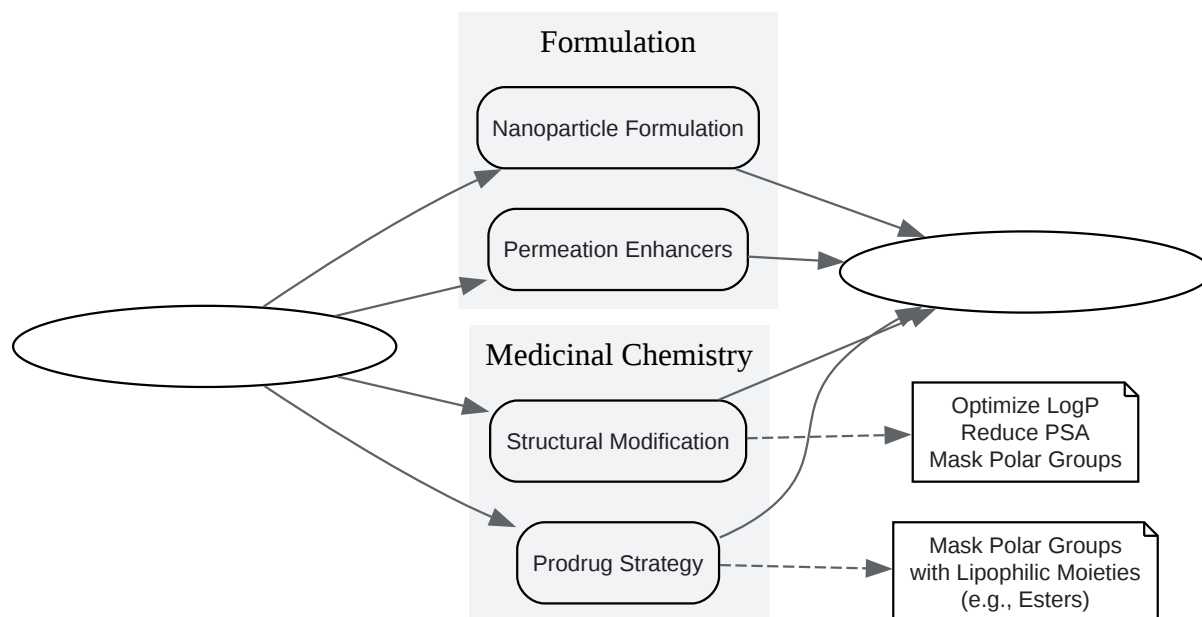 Formulation
Nanoparticle Formulation
Permeation Enhancers
Medicinal Chemistry
Structural Modification
Optimize LogP
Reduce PSA
Mask Polar Groups
Prodrug Strategy
Mask Polar Groups
with Lipophilic Moieties
(e.g., Esters)